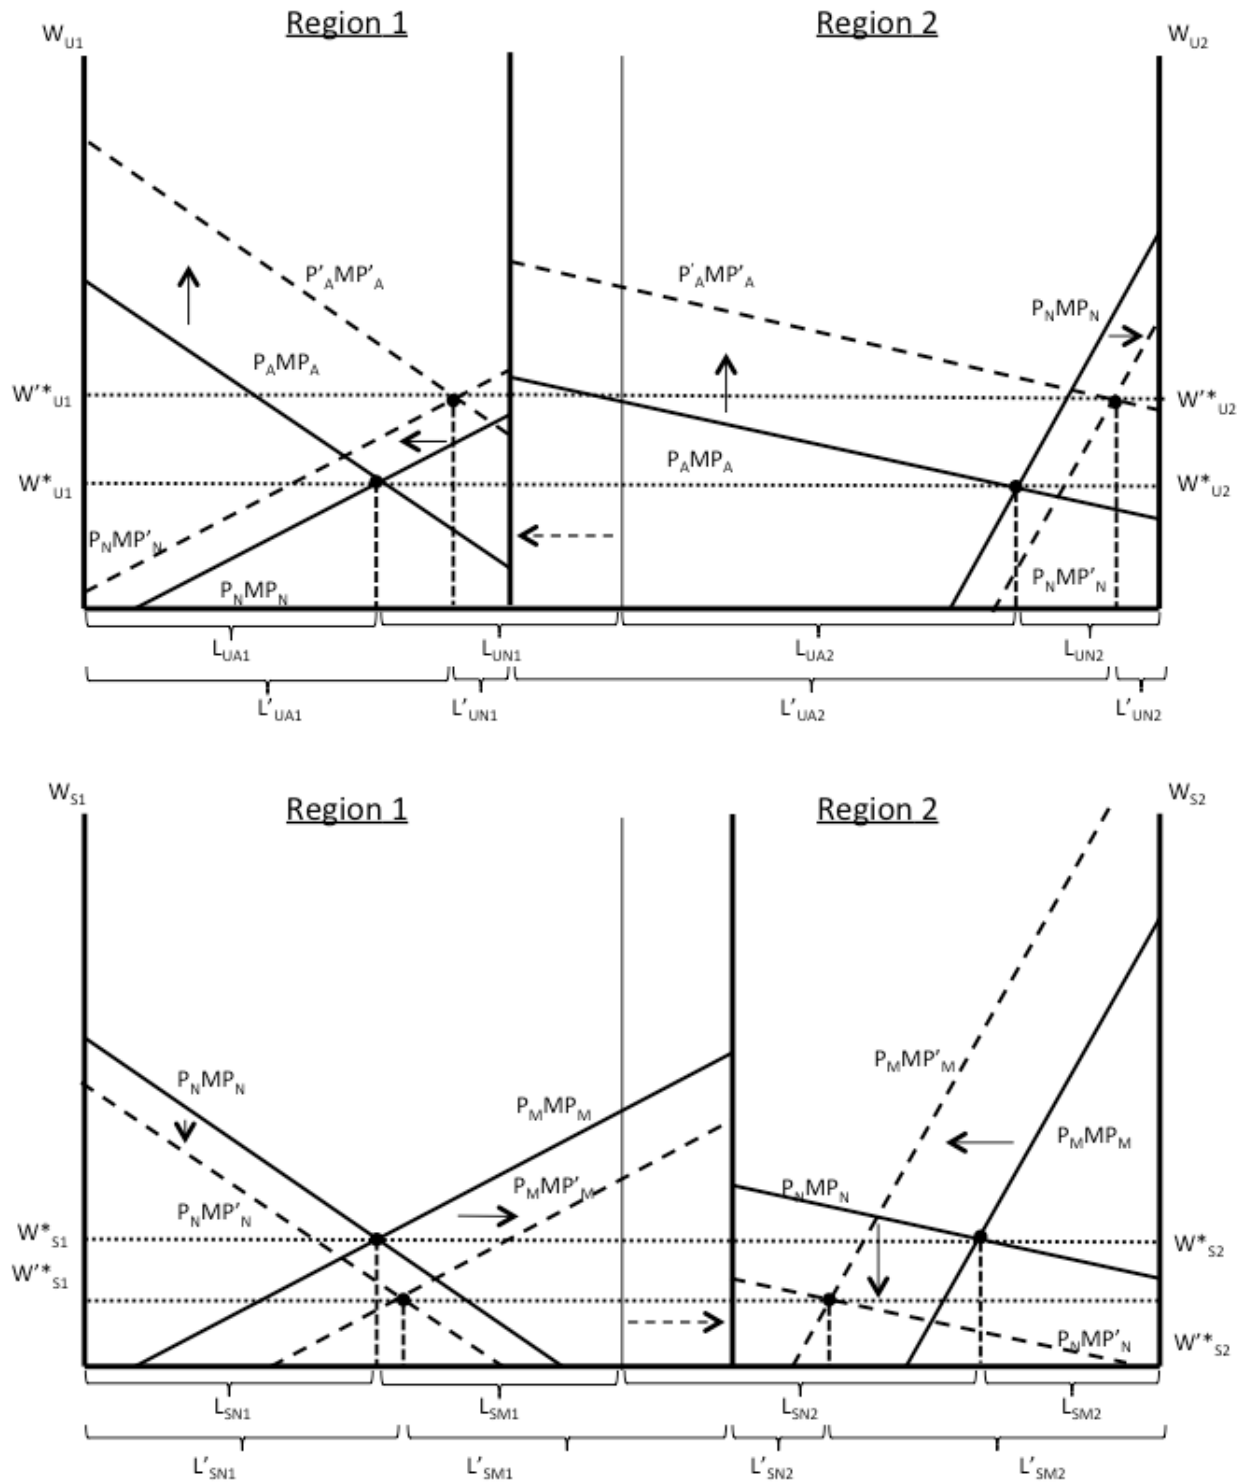 Region 1
Region 2
W_U1
W_U2
P'_A MP'_A
P'_A MP'_A
P_N MP_N
P_A MP_A
W'*_U1
W'*_U2
P_A MP_A
W*_U1
W*_U2
P_N MP'_N
P_N MP_N
P_N MP'_N
L_UA1
L_UN1
L_UA2
L_UN2
L'_UA1
L'_UN1
L'_UA2
L'_UN2
W_S1
W_S2
Region 1
Region 2
P_N MP_N
P_M MP'_M
P_M MP_M
P_M MP_M
P_N MP'_N
P_M MP'_M
P_N MP_N
W*_S1
W*_S2
W'*_S1
P_N MP'_N
W'*_S2
L_SN1
L_SM1
L_SN2
L_SM2
L'_SN1
L'_SM1
L'_SN2
L'_SM2